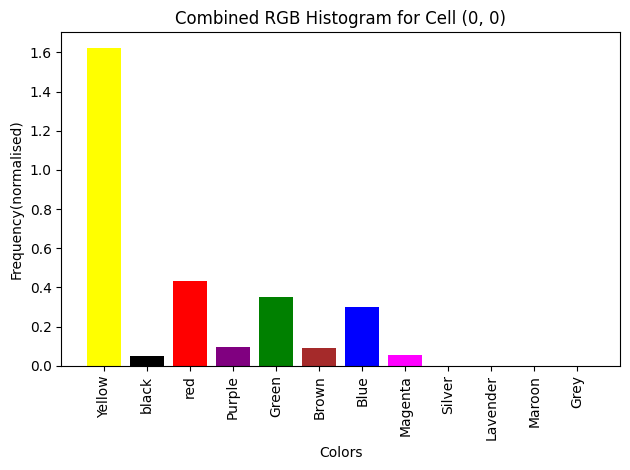 Combined RGB Histogram for Cell (0, 0)
Frequency(normalised)
1.6
1.4
1.2
1.0
0.8
0.6
0.4
0.2
0.0
Yellow
black
red
Purple
Green
Brown
Blue
Magenta
Silver
Lavender
Maroon
Grey
Colors